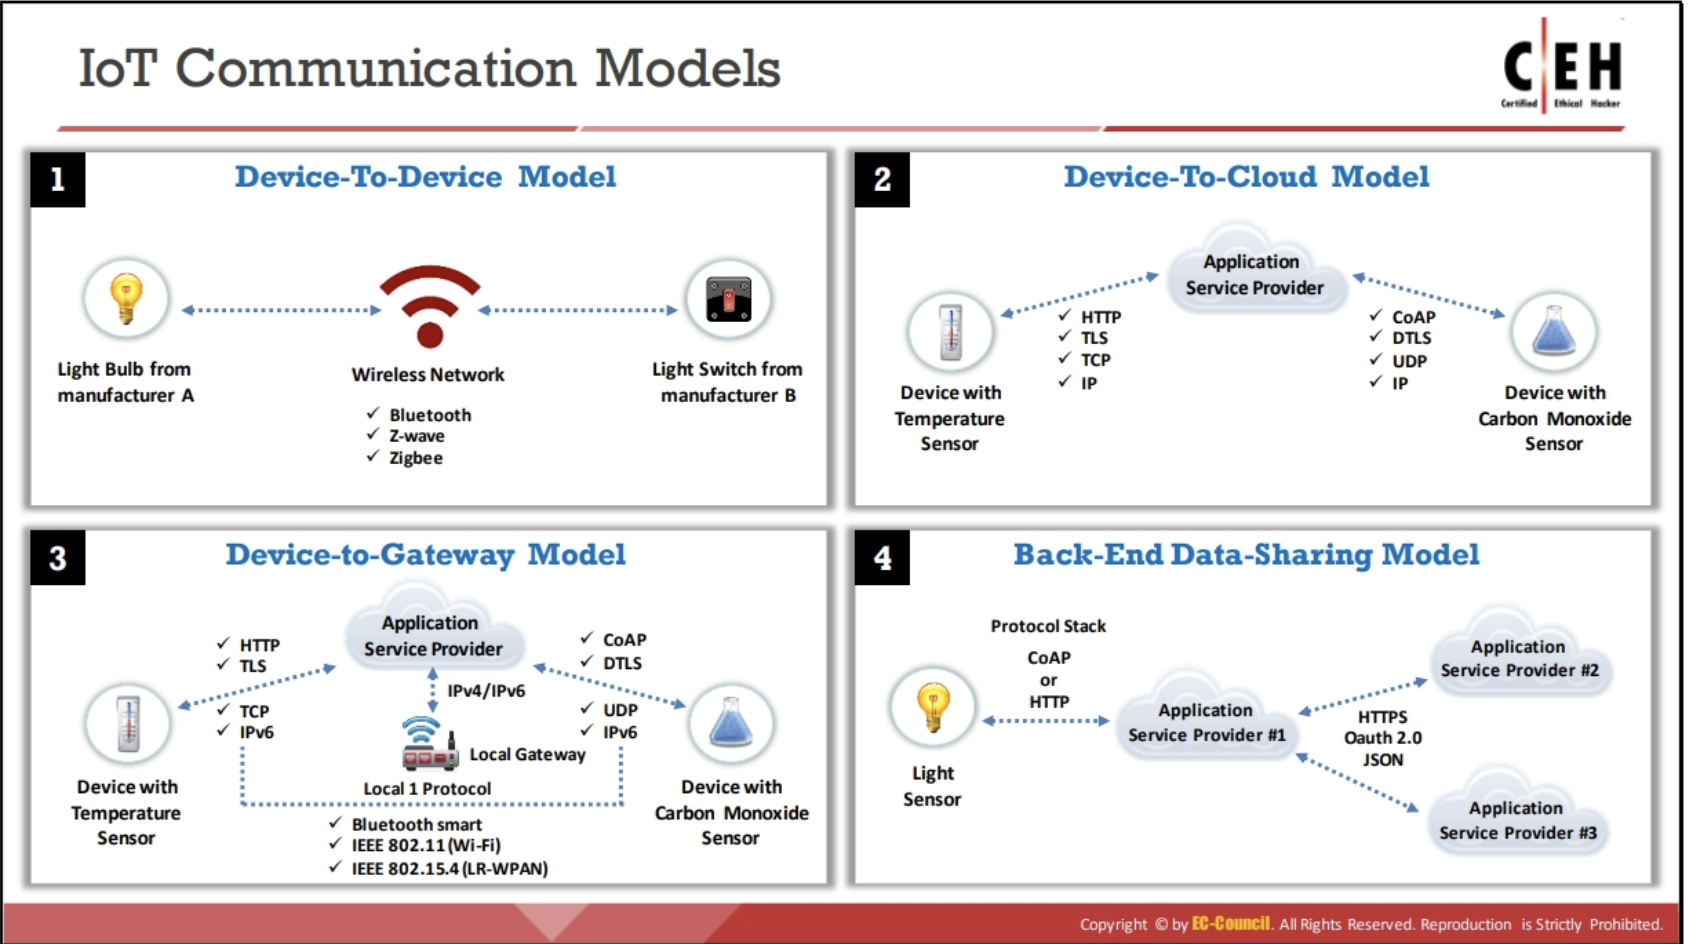 IoT Communication Models
C|EH
Certified Ethical Hacker
1
Device-To-Device Model
Light Bulb from
manufacturer A
Wireless Network
✓ Bluetooth
✓ Z-wave
✓ Zigbee
Light Switch from
manufacturer B
2
Device-To-Cloud Model
Application
Service Provider
Device with
Temperature
Sensor
✓ HTTP
✓ TLS
✓ TCP
✓ IP
✓ CoAP
✓ DTLS
✓ UDP
✓ IP
Device with
Carbon Monoxide
Sensor
3
Device-to-Gateway Model
Application
Service Provider
✓ HTTP
✓ TLS
✓ TCP
✓ IPv6
IPv4/IPv6
Local Gateway
✓ CoAP
✓ DTLS
✓ UDP
✓ IPv6
Device with
Temperature
Sensor
Local 1 Protocol
✓ Bluetooth smart
✓ IEEE 802.11 (Wi-Fi)
✓ IEEE 802.15.4 (LR-WPAN)
Device with
Carbon Monoxide
Sensor
4
Back-End Data-Sharing Model
Protocol Stack
CoAP
or
HTTP
Light
Sensor
Application
Service Provider #1
Application
Service Provider #2
HTTPS
Oauth 2.0
JSON
Application
Service Provider #3
Copyright © by EC-Council. All Rights Reserved. Reproduction is Strictly Prohibited.